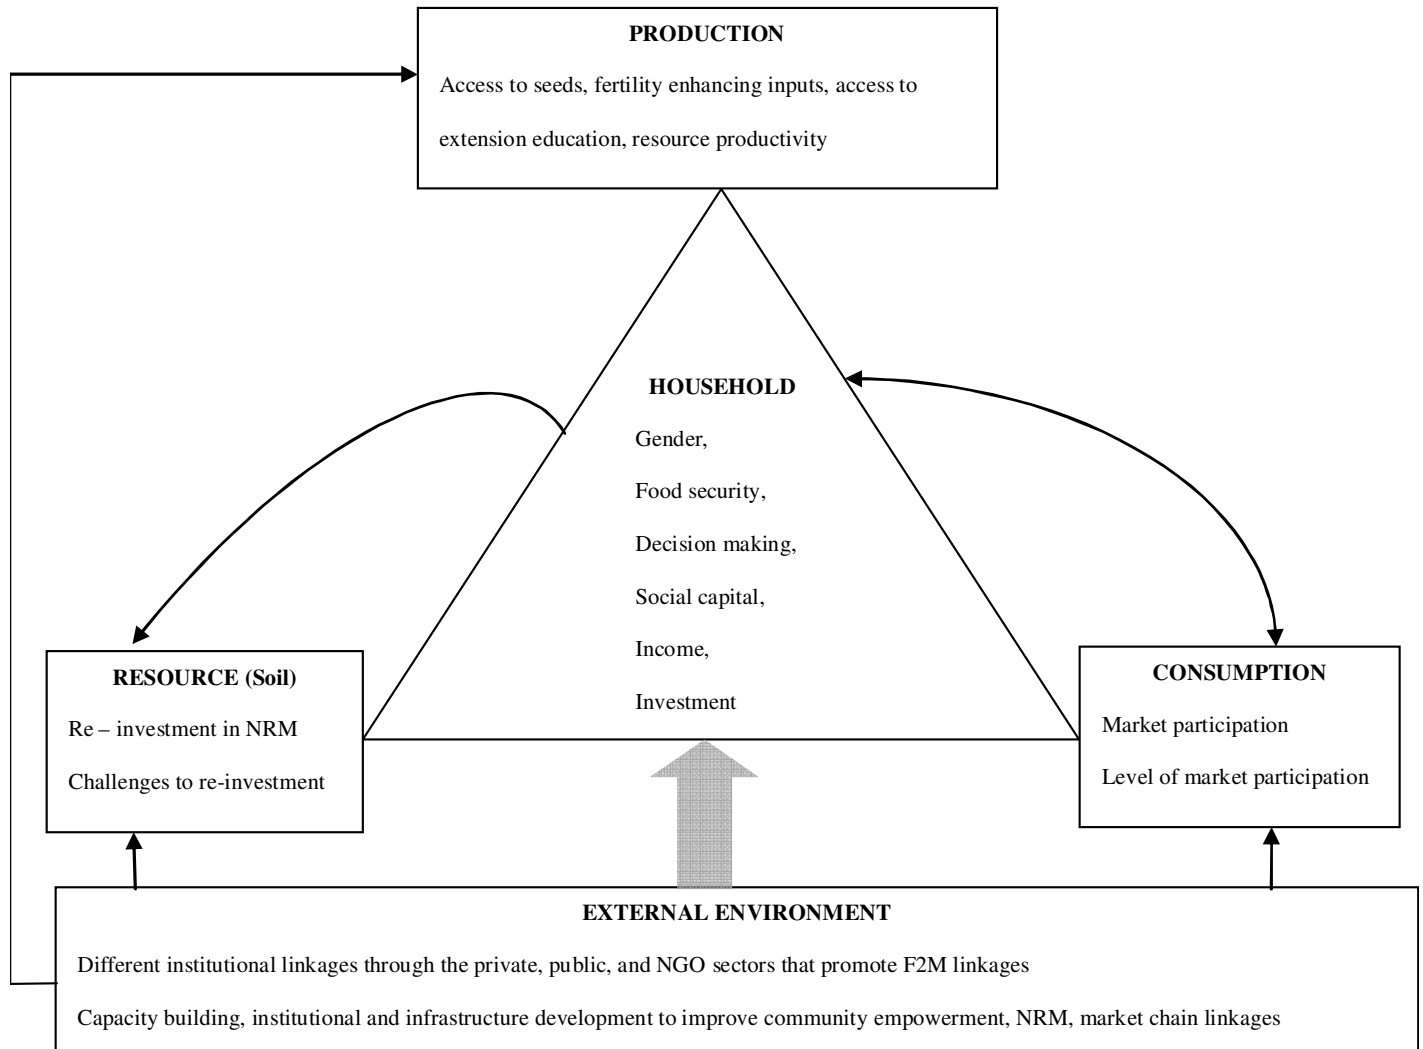 PRODUCTION
Access to seeds, fertility enhancing inputs, access to
extension education, resource productivity
HOUSEHOLD
Gender,
Food security,
Decision making,
Social capital,
Income,
Investment
RESOURCE (Soil)
Re – investment in NRM
Challenges to re-investment
CONSUMPTION
Market participation
Level of market participation
EXTERNAL ENVIRONMENT
Different institutional linkages through the private, public, and NGO sectors that promote F2M linkages
Capacity building, institutional and infrastructure development to improve community empowerment, NRM, market chain linkages